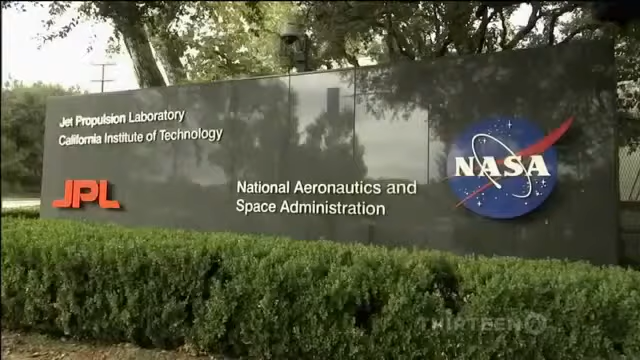 Jet Propulsion Laboratory
California Institute of Technology
JPL
National Aeronautics and
Space Administration
NASA
THIRTEEN